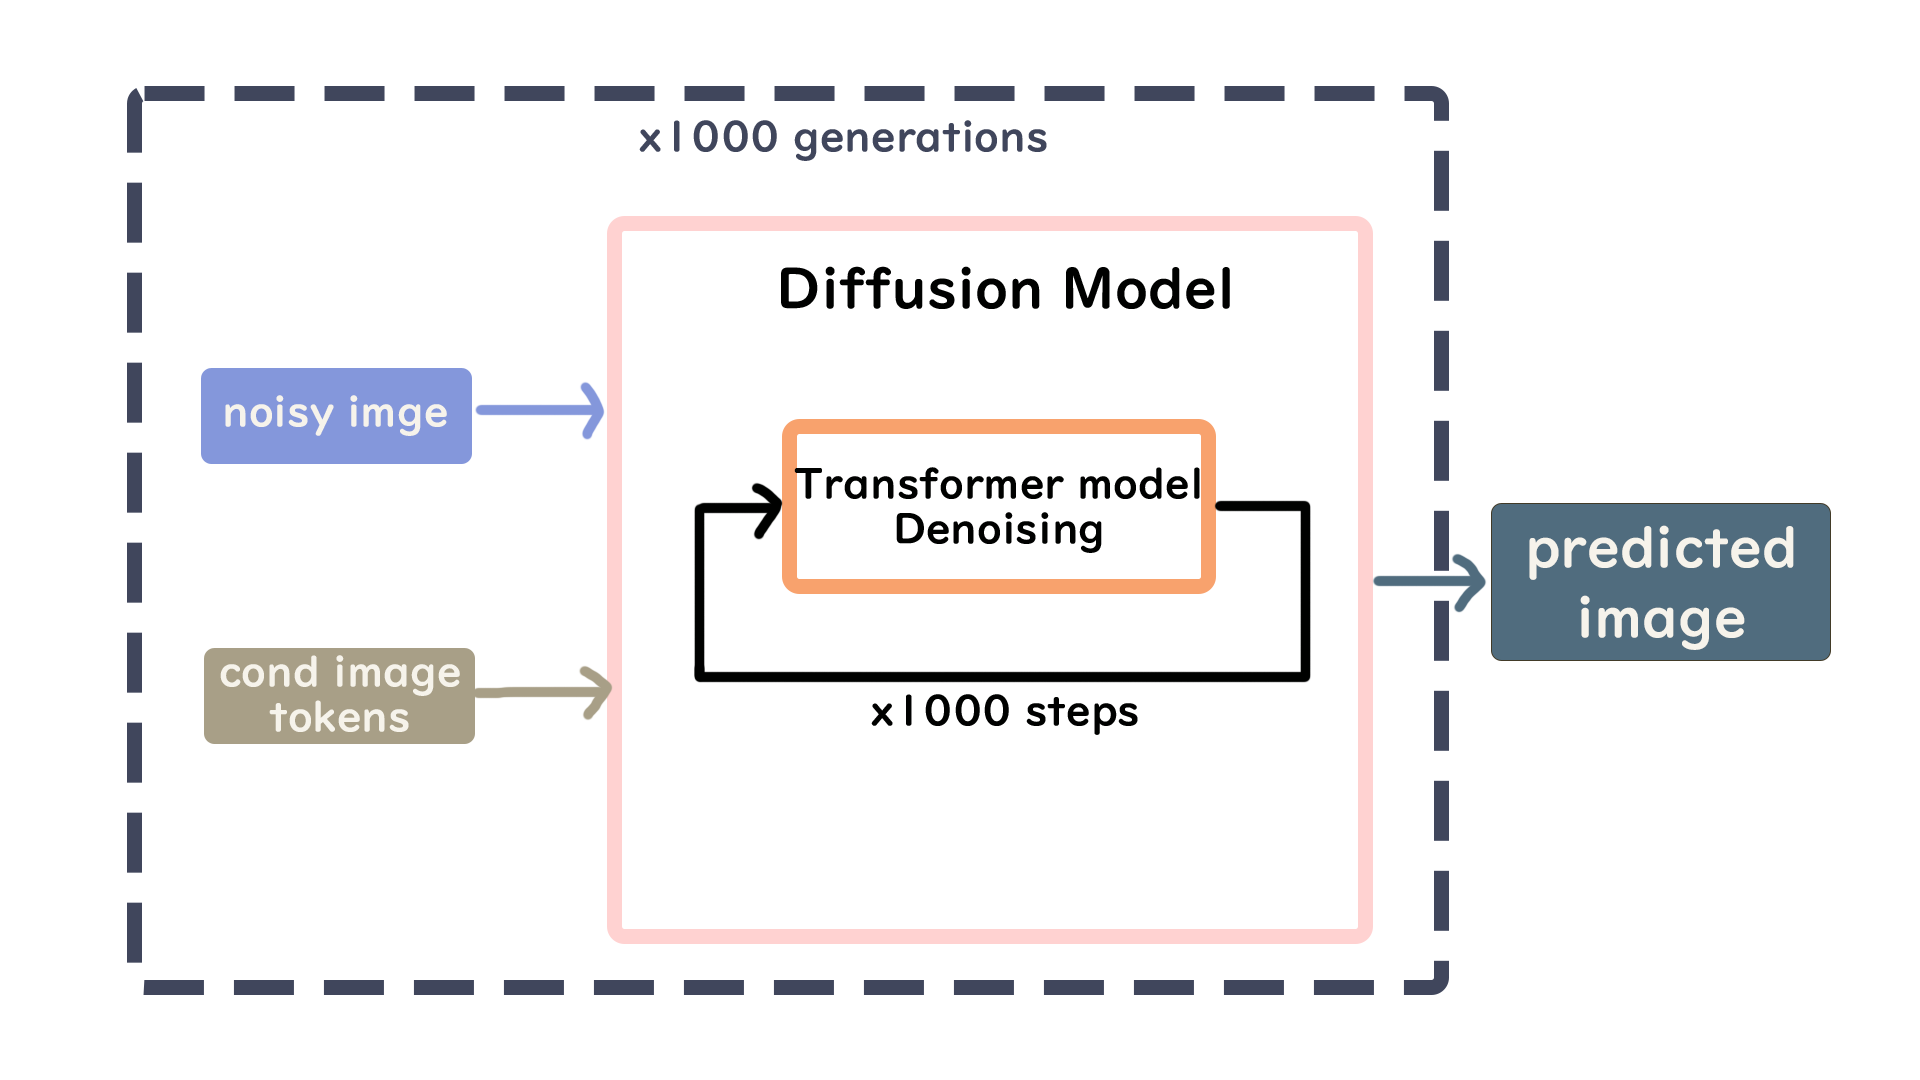 x1000 generations
Diffusion Model
noisy imge
Transformer model
Denoising
predicted
image
cond image
tokens
x1000 steps